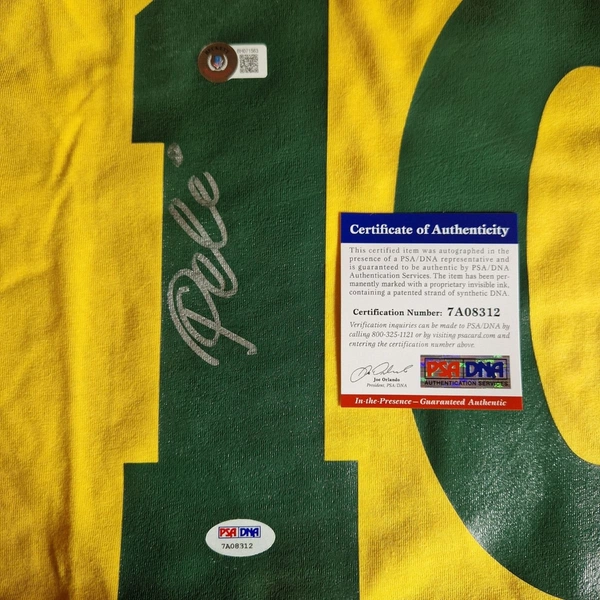 10
WITNESS
WH071983
Pelé
Certificate of Authenticity
This certified item was autographed in the
presence of a PSA/DNA representative and
is guaranteed to be authentic by PSA/DNA
Authentication Services. The item has been per-
manently marked with a proprietary invisible ink,
containing a patented strand of synthetic DNA.
Certification Number: 7A08312
Verification inquiries can be made to PSA/DNA by
calling 800-325-1121 or by visiting psacard.com and
entering the certification number above.
Joe Orlando
President, PSA/DNA
PSA DNA
AUTHENTICATION SERVICES
In-the-Presence – Guaranteed Authentic
PSA DNA
7A08312